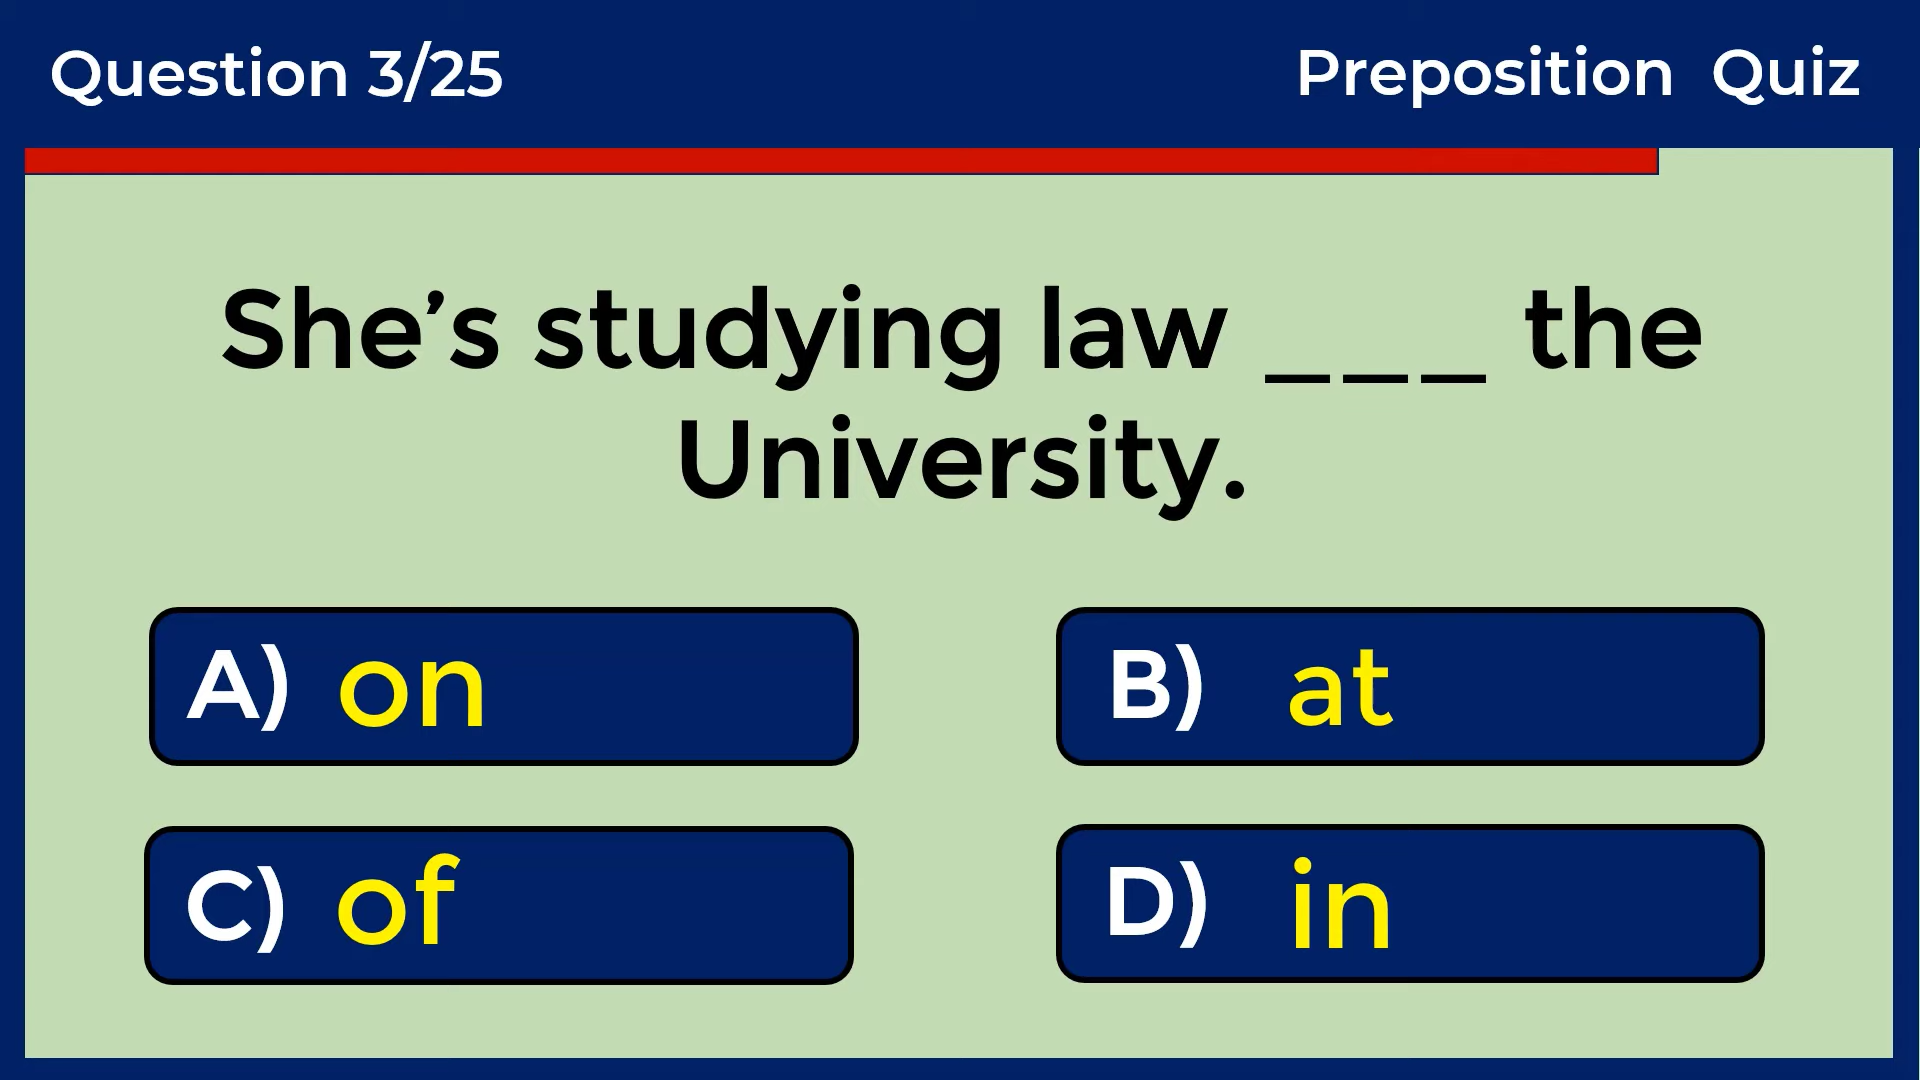 Question 3/25
Preposition Quiz
She’s studying law ___ the
University.
A) on
B) at
C) of
D) in